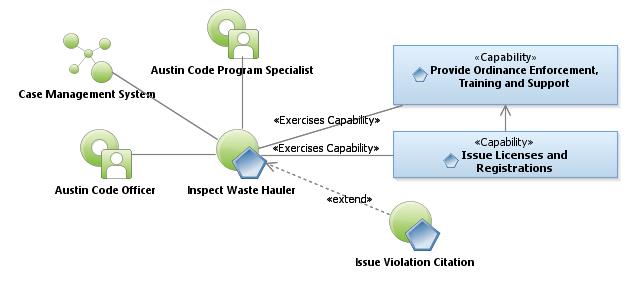 «Capability»
Provide Ordinance Enforcement,
Training and Support
Austin Code Program Specialist
Case Management System
«Exercises Capability»
«Exercises Capability»
«Capability»
Issue Licenses and
Registrations
Austin Code Officer
Inspect Waste Hauler
«extend»
Issue Violation Citation